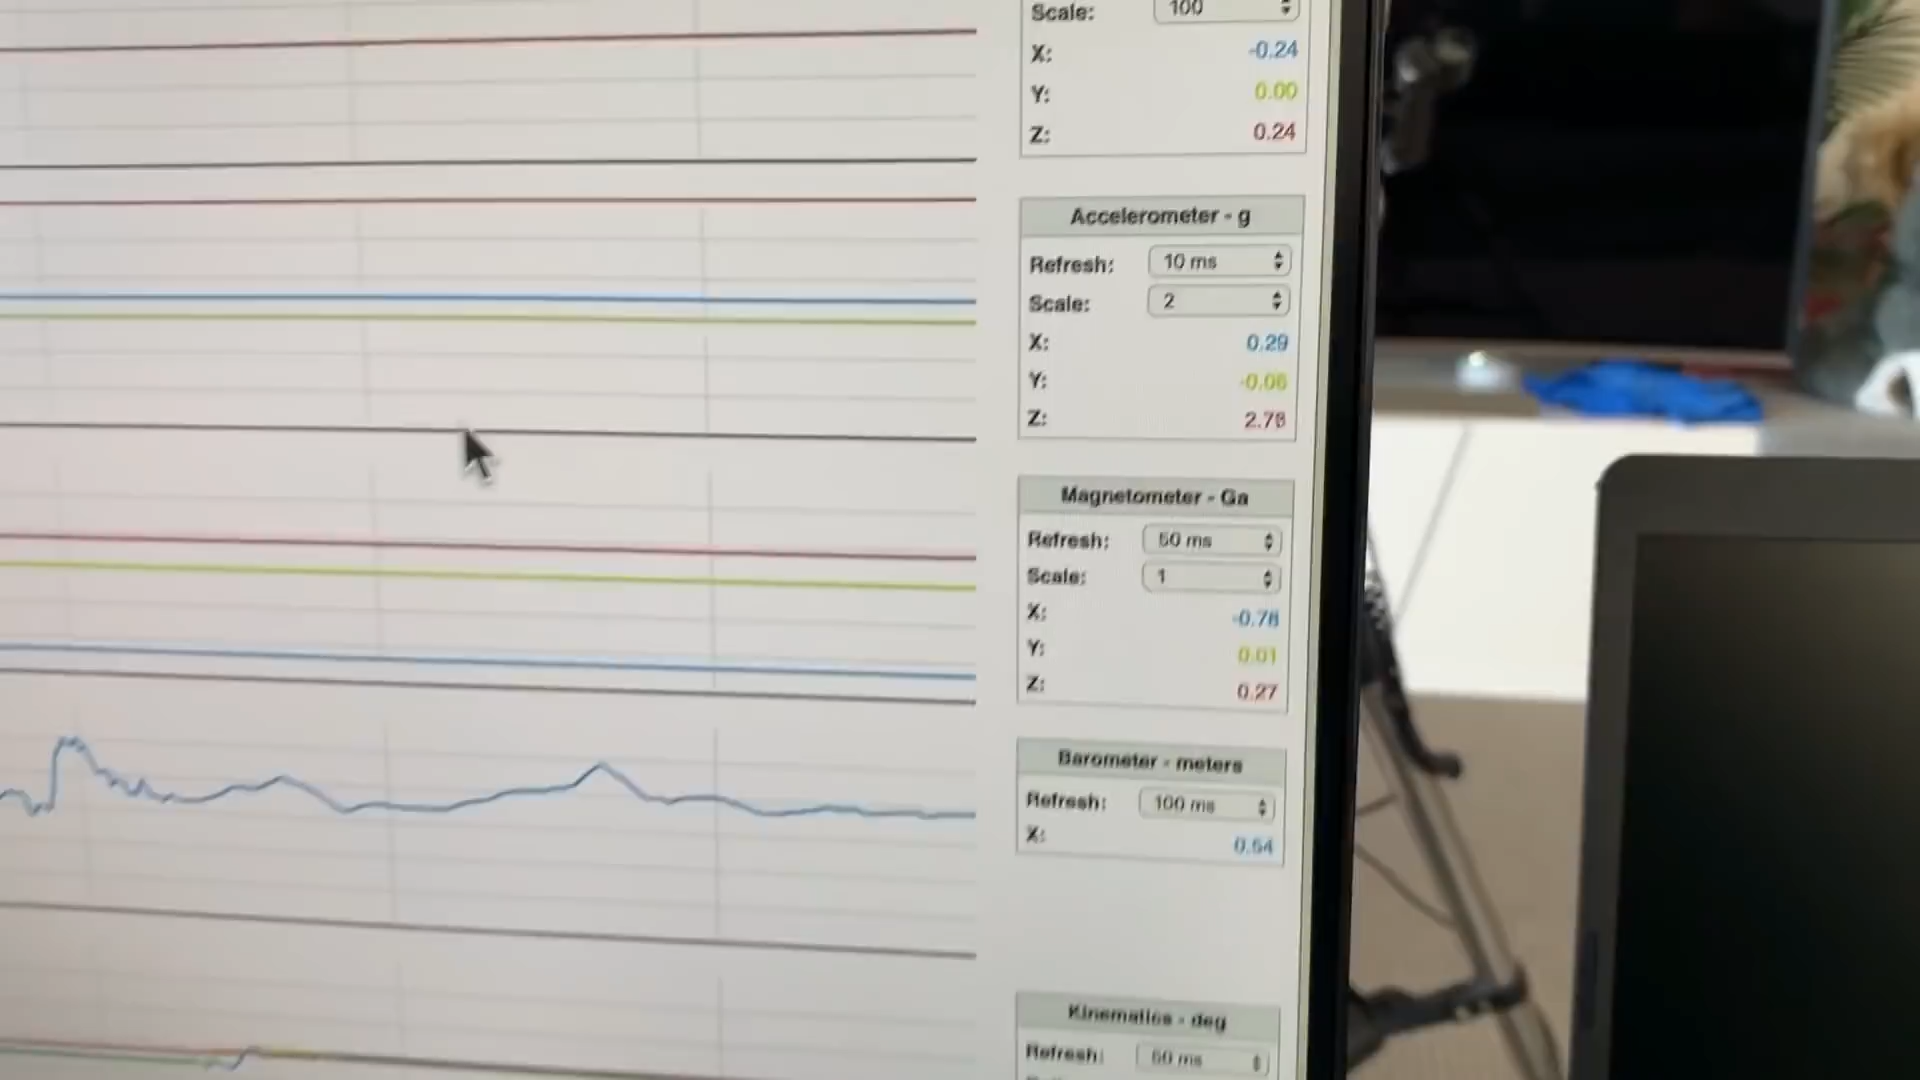 Scale: 100
X: -0.24
Y: 0.00
Z: 0.24
Accelerometer - g
Refresh: 10 ms
Scale: 2
X: 0.29
Y: -0.06
Z: 2.78
Magnetometer - Ga
Refresh: 50 ms
Scale: 1
X: -0.78
Y: 0.01
Z: 0.27
Barometer - meters
Refresh: 100 ms
X: 0.54
Kinematics - deg
Refresh: 50 ms